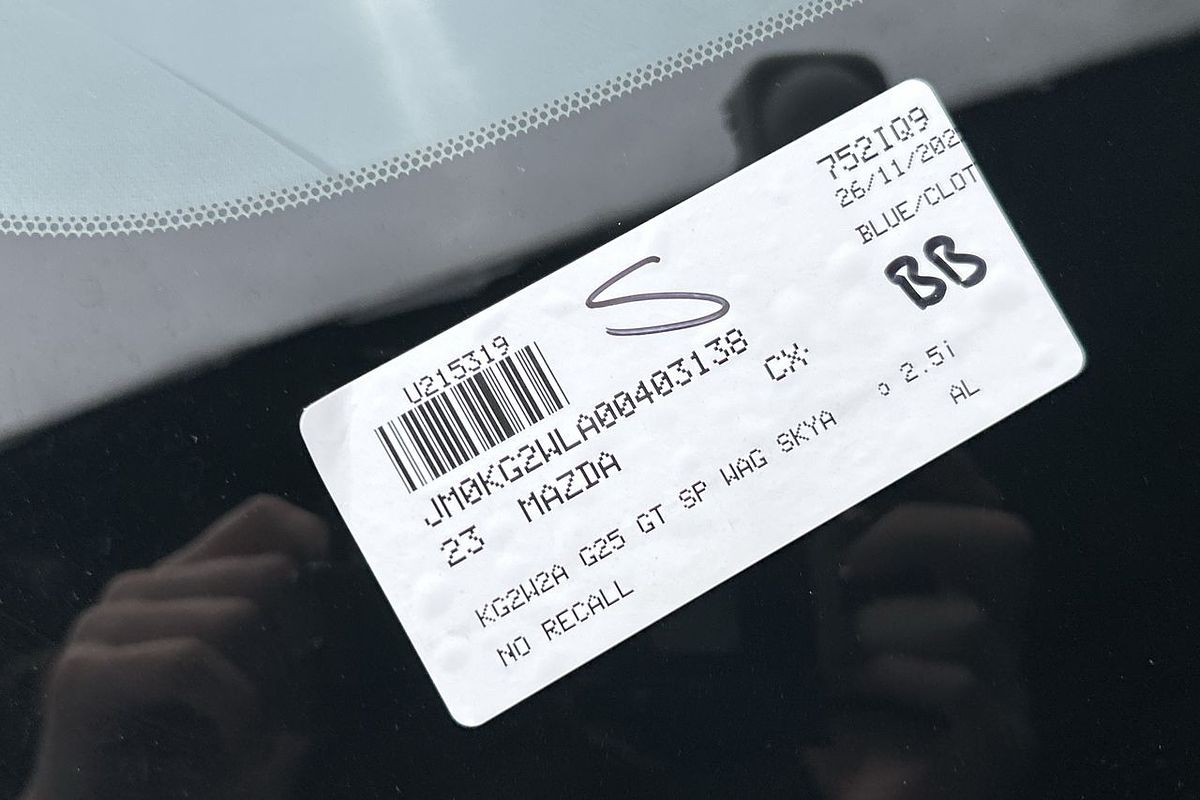 752IQ9
26/11/202
BLUE/CLOT
BB
S
U215319
JM0KG2WLA00403138
23 MAZDA CX-
KG2W2A G25 GT SP WAG SKYA o 2.5i
NO RECALL AL